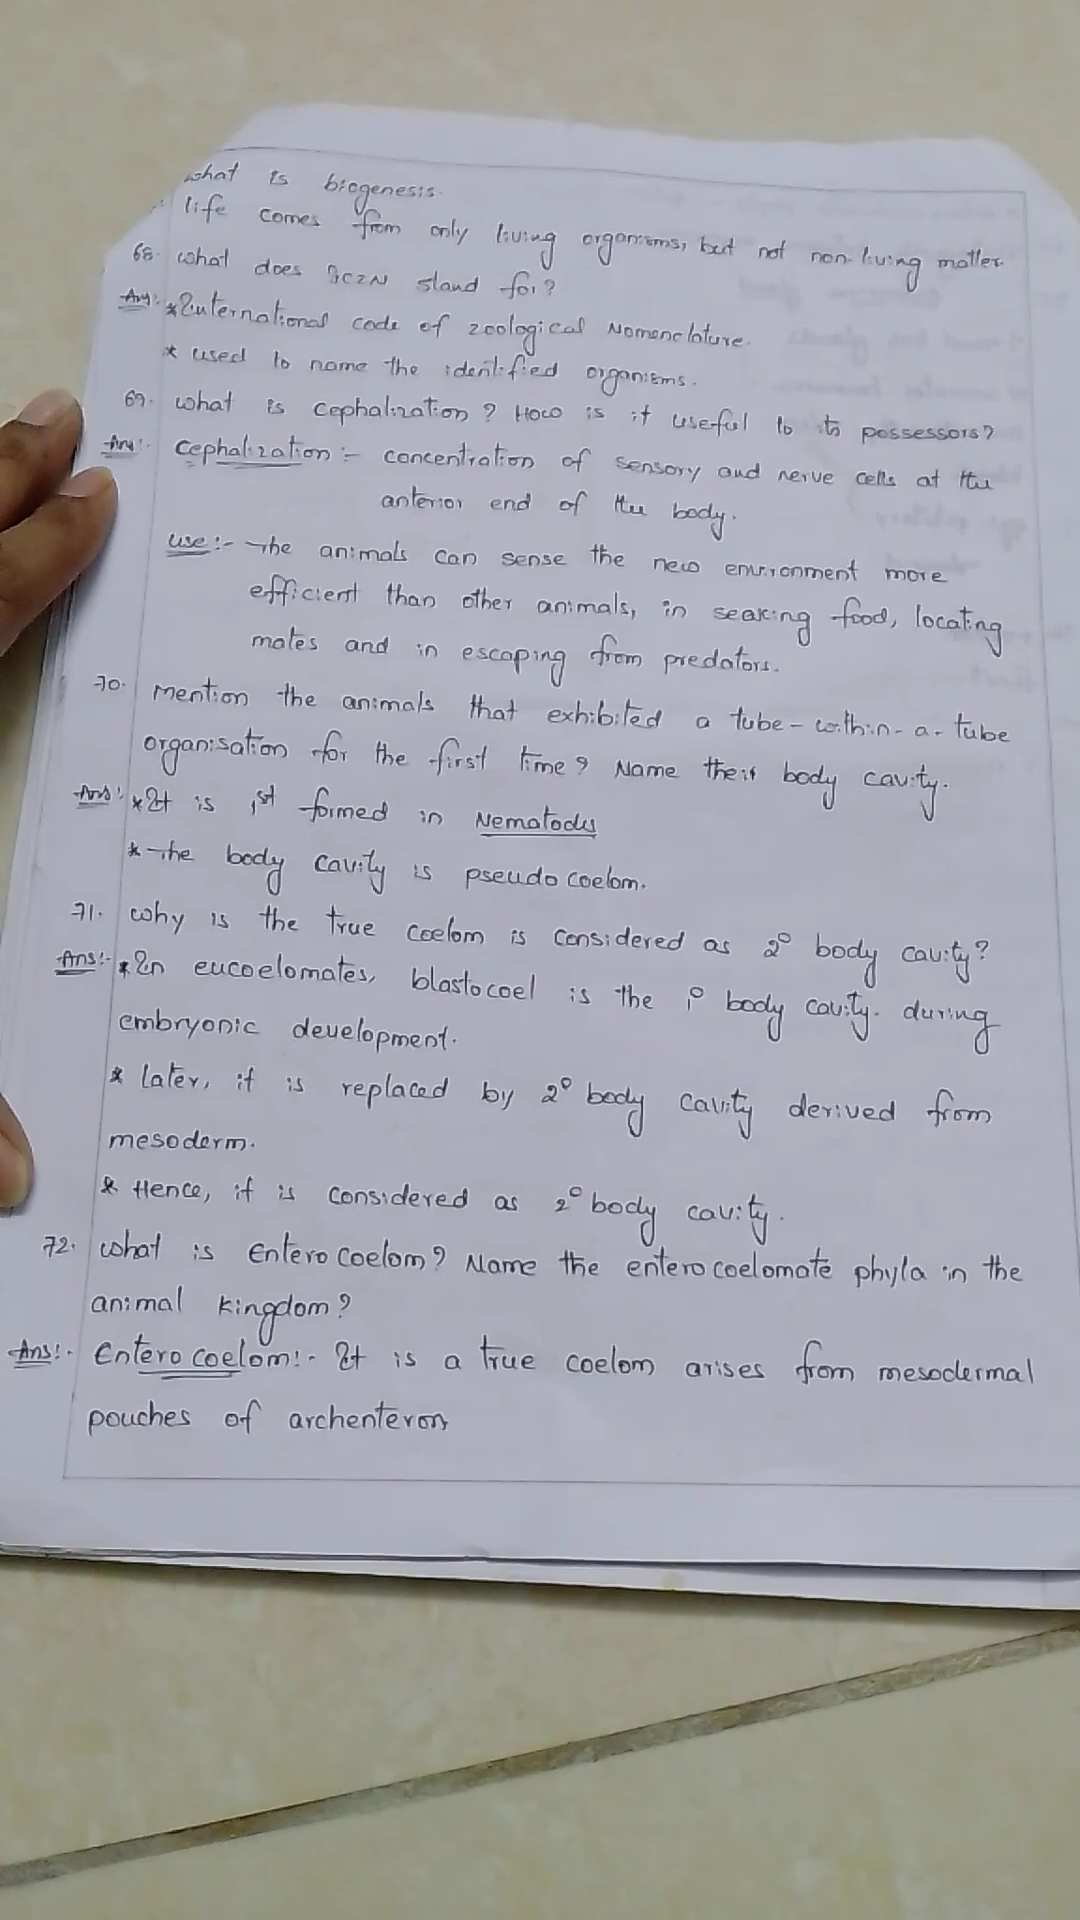 what is biogenesis.
life comes from only living organisms, but not non-living matter.
68. what does ICZN stand for?
Ans:- *International code of zoological Nomenclature.
* used to name the identified organisms.
69. what is cephalization? How is it useful to its possessors?
Ans:- Cephalization :- concentration of sensory and nerve cells at the
anterior end of the body.
use:- The animals can sense the new environment more
efficient than other animals, in seaking food, locating
mates and in escaping from predators.
70. Mention the animals that exhibited a tube-within-a-tube
organisation for the first time? Name their body cavity.
Ans: *It is 1st formed in Nematodes
*The body cavity is pseudocoelom.
71. Why is the true coelom is considered as 2° body cavity?
Ans:- *In eucoelomates, blastocoel is the 1° body cavity. during
embryonic development.
* later, it is replaced by 2° body cavity derived from
mesoderm.
* Hence, it is considered as 2° body cavity.
72. What is Enterocoelom? Name the enterocoelomate phyla in the
animal kingdom?
Ans:- Enterocoelom:- It is a true coelom arises from mesodermal
pouches of archenteron